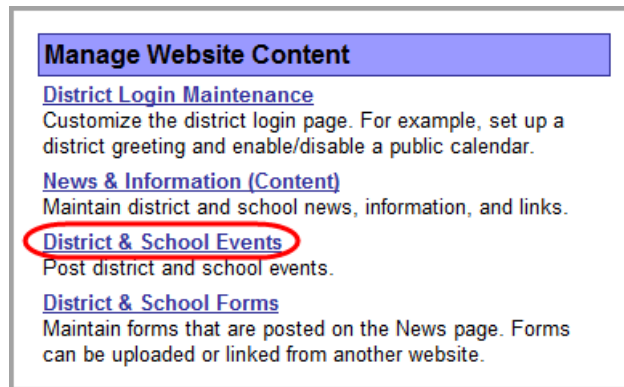 Manage Website Content
District Login Maintenance
Customize the district login page. For example, set up a
district greeting and enable/disable a public calendar.
News & Information (Content)
Maintain district and school news, information, and links.
District & School Events
Post district and school events.
District & School Forms
Maintain forms that are posted on the News page. Forms
can be uploaded or linked from another website.